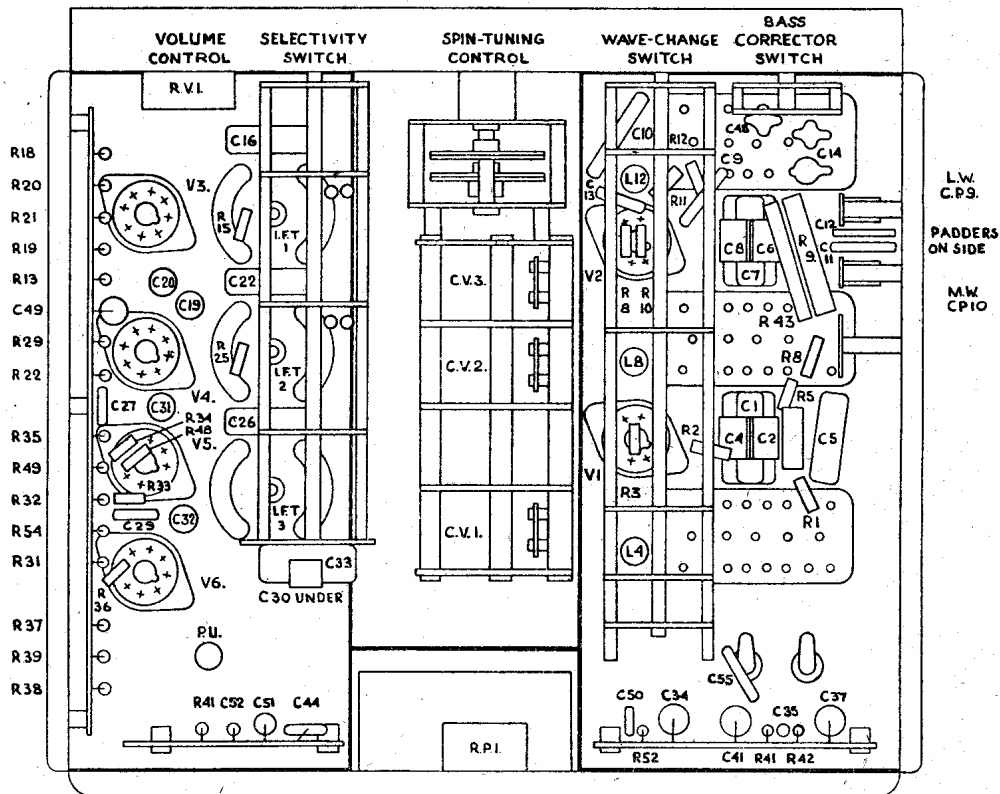 VOLUME CONTROL
SELECTIVITY SWITCH
SPIN-TUNING CONTROL
WAVE-CHANGE SWITCH
BASS CORRECTOR SWITCH
R.V.1.
R18
R20
R21
R19
R13
C49
R29
R22
R35
R49
R32
R54
R31
R37
R39
R38
V3.
C20
C19
C27
C31
V4.
R34
R48
V5.
R33
C29
C32
R36
V6.
P.U.
C16
R15
I.F.T 1
C22
R25
I.F.T 2
C26
I.F.T 3
C33
C30 UNDER
R41
C52
C51
C44
C.V.3.
C.V.2.
C.V.1.
R.P.1.
C10
R12
C48
C9
C14
C13
L12
R11
V2
R8
R10
C8
C6
C7
R9
C12
C11
R43
L.W. C.P.9.
PADDERS ON SIDE
M.W. CP10
L8
R8
R5
C1
C4
C2
C5
R2
V1
R3
R1
L4
C55
C50
C34
C35
C37
R52
C41
R41
R42